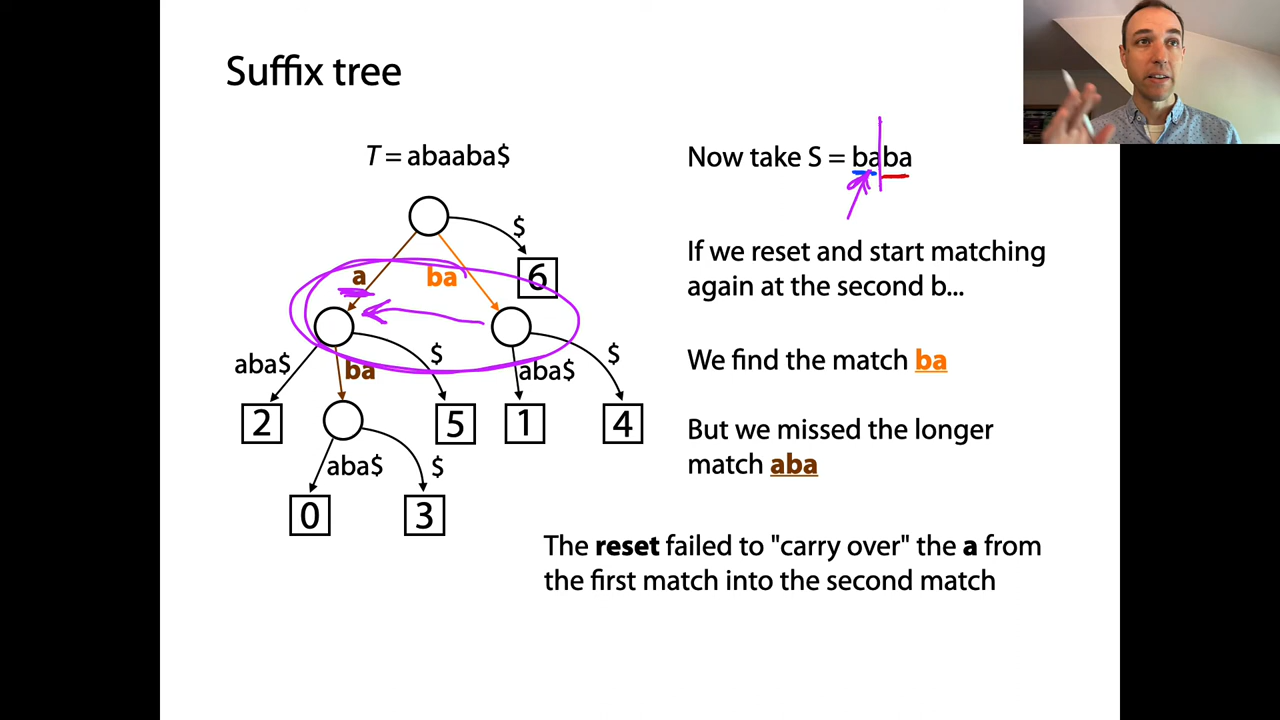 Suffix tree
T = abaaba$
$
a
ba
6
aba$
ba
$
aba$
$
2
5
1
4
aba$
$
0
3
Now take S = baba
If we reset and start matching
again at the second b...
We find the match ba
But we missed the longer
match aba
The reset failed to "carry over" the a from
the first match into the second match